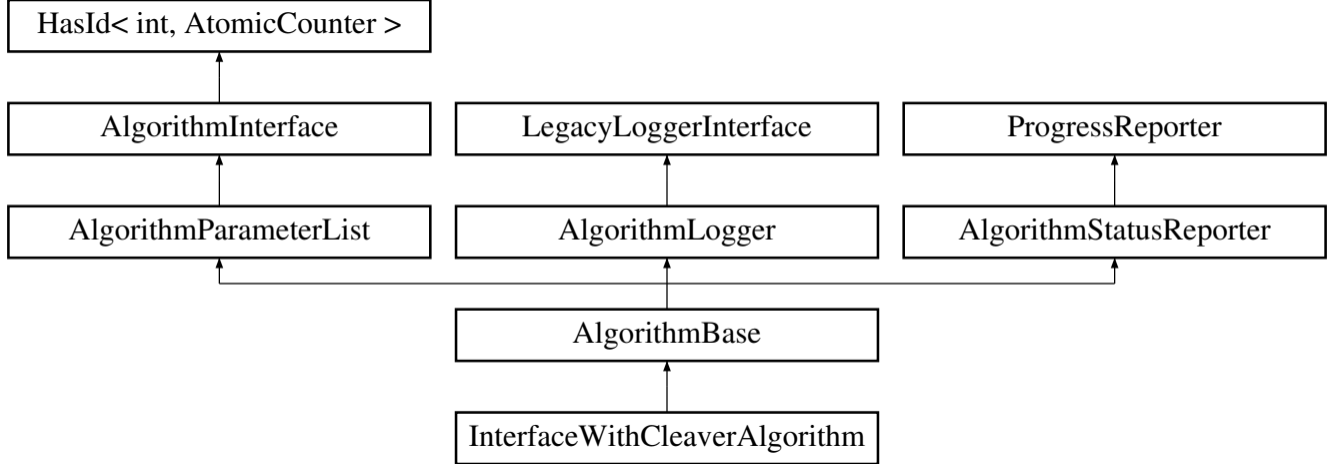 HasId< int, AtomicCounter >
AlgorithmInterface
LegacyLoggerInterface
ProgressReporter
AlgorithmParameterList
AlgorithmLogger
AlgorithmStatusReporter
AlgorithmBase
InterfaceWithCleaverAlgorithm